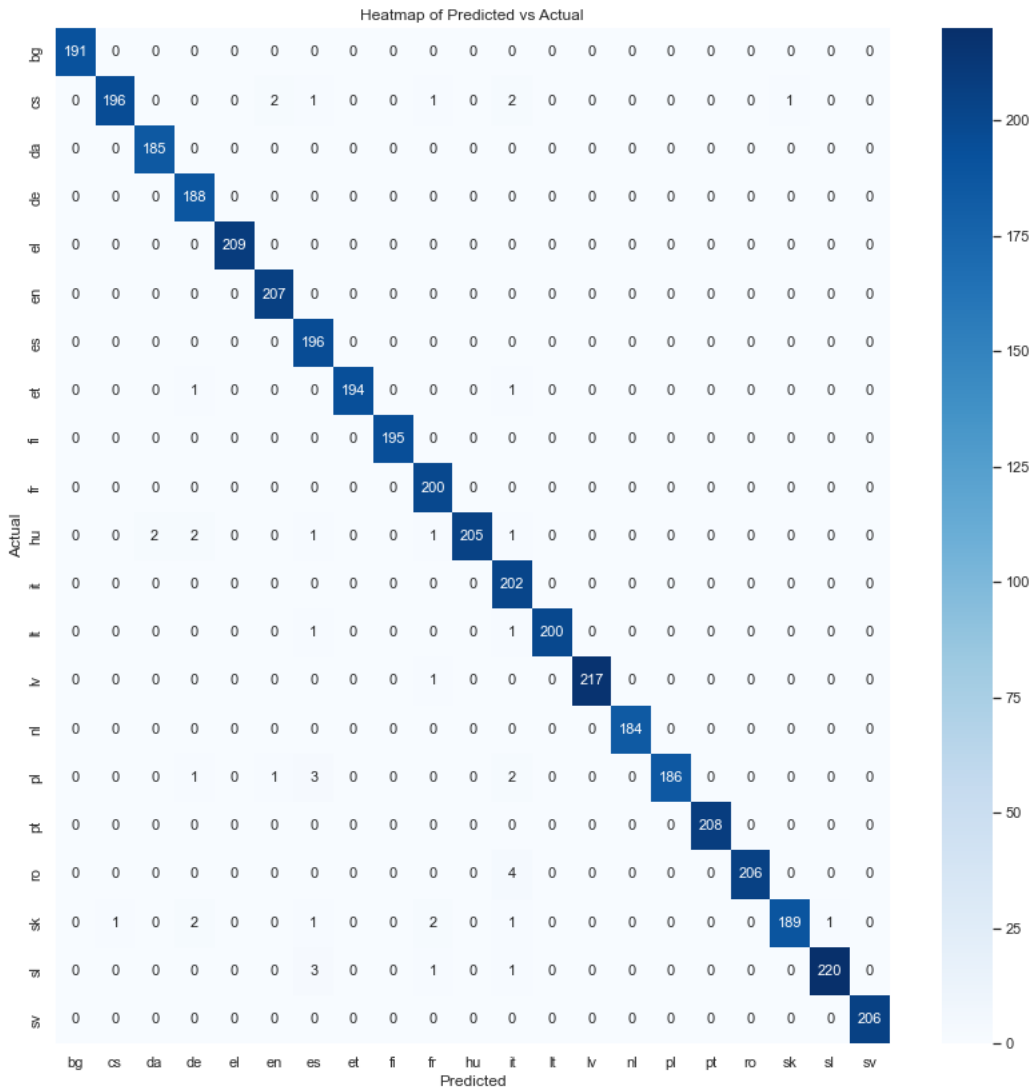 Heatmap of Predicted vs Actual
bg 191 0 0 0 0 0 0 0 0 0 0 0 0 0 0 0 0 0 0 0 0
cs 0 196 0 0 0 2 1 0 0 1 0 2 0 0 0 0 0 0 1 0 0
da 0 0 185 0 0 0 0 0 0 0 0 0 0 0 0 0 0 0 0 0 0
de 0 0 0 188 0 0 0 0 0 0 0 0 0 0 0 0 0 0 0 0 0
el 0 0 0 0 209 0 0 0 0 0 0 0 0 0 0 0 0 0 0 0 0
en 0 0 0 0 0 207 0 0 0 0 0 0 0 0 0 0 0 0 0 0 0
es 0 0 0 0 0 0 196 0 0 0 0 0 0 0 0 0 0 0 0 0 0
et 0 0 0 1 0 0 0 194 0 0 0 1 0 0 0 0 0 0 0 0 0
fi 0 0 0 0 0 0 0 0 195 0 0 0 0 0 0 0 0 0 0 0 0
fr 0 0 0 0 0 0 0 0 0 200 0 0 0 0 0 0 0 0 0 0 0
hu 0 0 2 2 0 0 1 0 0 1 205 1 0 0 0 0 0 0 0 0 0
it 0 0 0 0 0 0 0 0 0 0 0 202 0 0 0 0 0 0 0 0 0
lt 0 0 0 0 0 0 1 0 0 0 0 1 200 0 0 0 0 0 0 0 0
lv 0 0 0 0 0 0 0 0 0 1 0 0 0 217 0 0 0 0 0 0 0
nl 0 0 0 0 0 0 0 0 0 0 0 0 0 0 184 0 0 0 0 0 0
pl 0 0 0 1 0 1 3 0 0 0 0 2 0 0 0 186 0 0 0 0 0
pt 0 0 0 0 0 0 0 0 0 0 0 0 0 0 0 0 208 0 0 0 0
ro 0 0 0 0 0 0 0 0 0 0 0 4 0 0 0 0 0 206 0 0 0
sk 0 1 0 2 0 0 1 0 0 2 0 1 0 0 0 0 0 0 189 1 0
sl 0 0 0 0 0 0 3 0 0 1 0 1 0 0 0 0 0 0 0 220 0
sv 0 0 0 0 0 0 0 0 0 0 0 0 0 0 0 0 0 0 0 0 206
bg cs da de el en es et fi fr hu it lt lv nl pl pt ro sk sl sv
Predicted
Actual
200
175
150
125
100
75
50
25
0